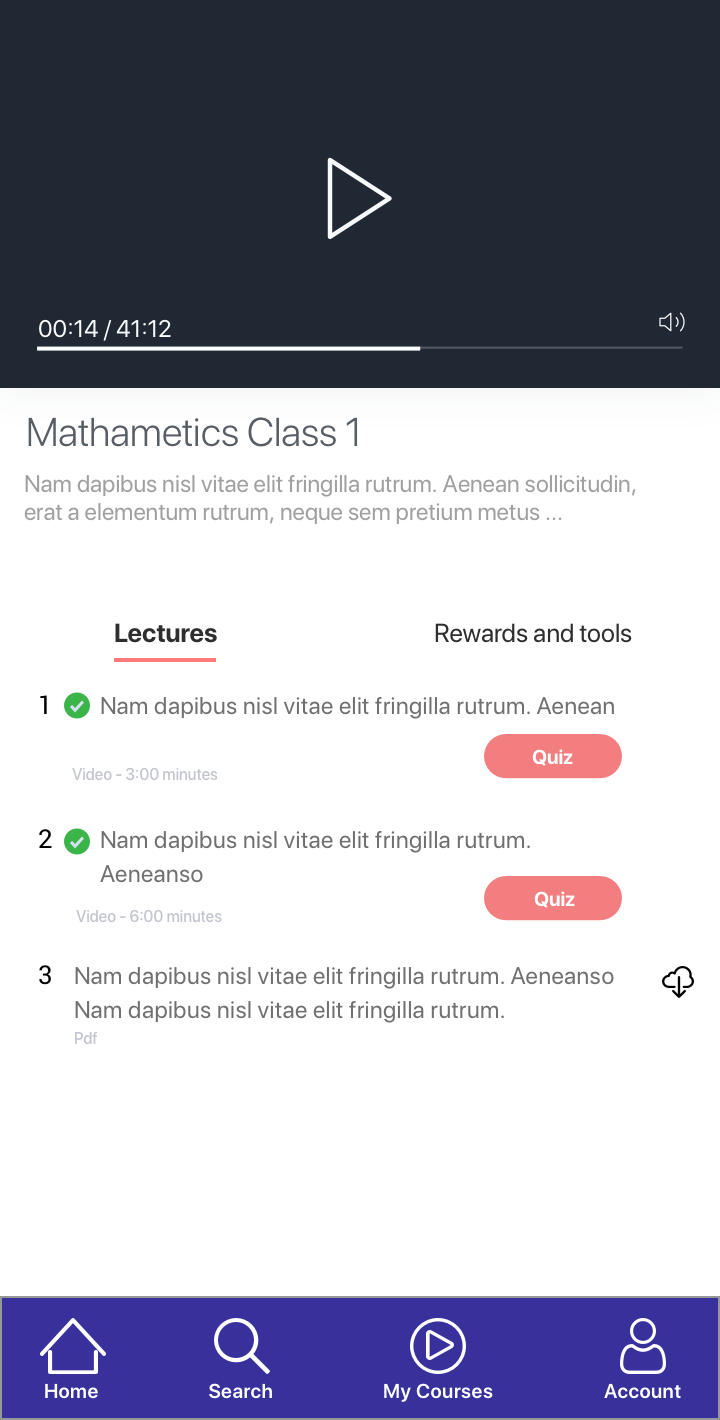 00:14 / 41:12
Mathametics Class 1
Nam dapibus nisl vitae elit fringilla rutrum. Aenean sollicitudin,
erat a elementum rutrum, neque sem pretium metus ...
Lectures
Rewards and tools
1 Nam dapibus nisl vitae elit fringilla rutrum. Aenean
Quiz
Video - 3:00 minutes
2 Nam dapibus nisl vitae elit fringilla rutrum.
Aeneanso
Quiz
Video - 6:00 minutes
3 Nam dapibus nisl vitae elit fringilla rutrum. Aeneanso
Nam dapibus nisl vitae elit fringilla rutrum.
Pdf
Home
Search
My Courses
Account